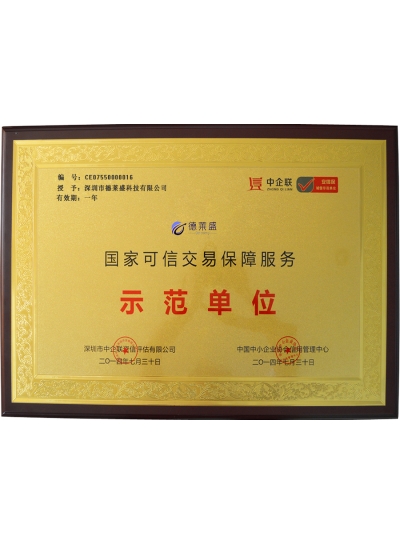 编 号：CE07550000016
授 予：深圳市德莱盛科技有限公司
有效期：一年
中企联
德莱盛
国家可信交易保障服务
示范单位
深圳市中企联资信评估有限公司
中国中小企业协会信用管理中心
二〇一四年七月三十日
二〇一四年七月三十日